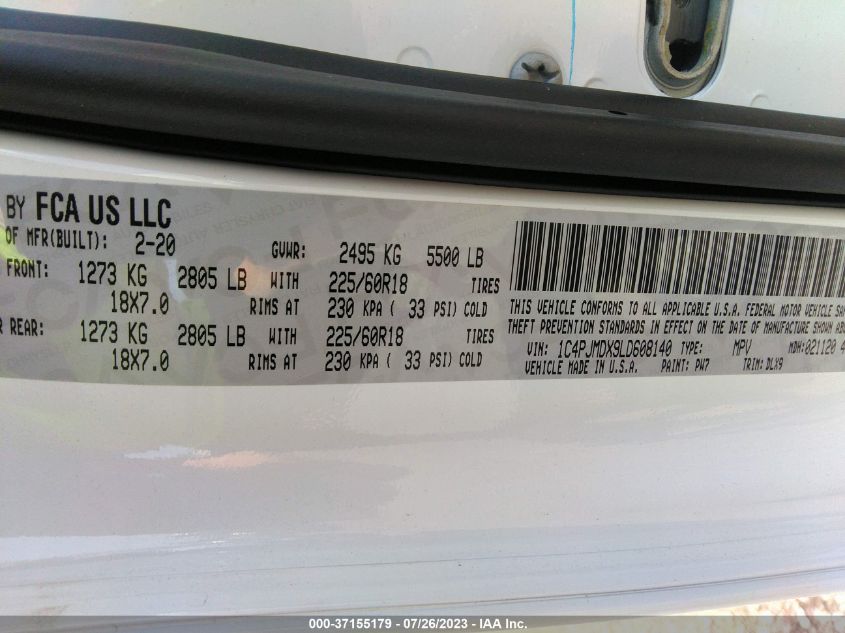 BY FCA US LLC
OF MFR(BUILT): 2-20 GVWR: 2495 KG 5500 LB
FRONT: 1273 KG 2805 LB WITH 225/60R18 TIRES
18X7.0 RIMS AT 230 KPA ( 33 PSI) COLD
REAR: 1273 KG 2805 LB WITH 225/60R18 TIRES
18X7.0 RIMS AT 230 KPA ( 33 PSI) COLD
THIS VEHICLE CONFORMS TO ALL APPLICABLE U.S.A. FEDERAL MOTOR VEHICLE
THEFT PREVENTION STANDARDS IN EFFECT ON THE DATE OF MANUFACTURE SHOWN
VIN: 1C4PJMDX9LD608140 TYPE: MPV MDH:021120
VEHICLE MADE IN U.S.A. PAINT: PW7 TRIM: DLX9
000-37155179 - 07/26/2023 - IAA Inc.